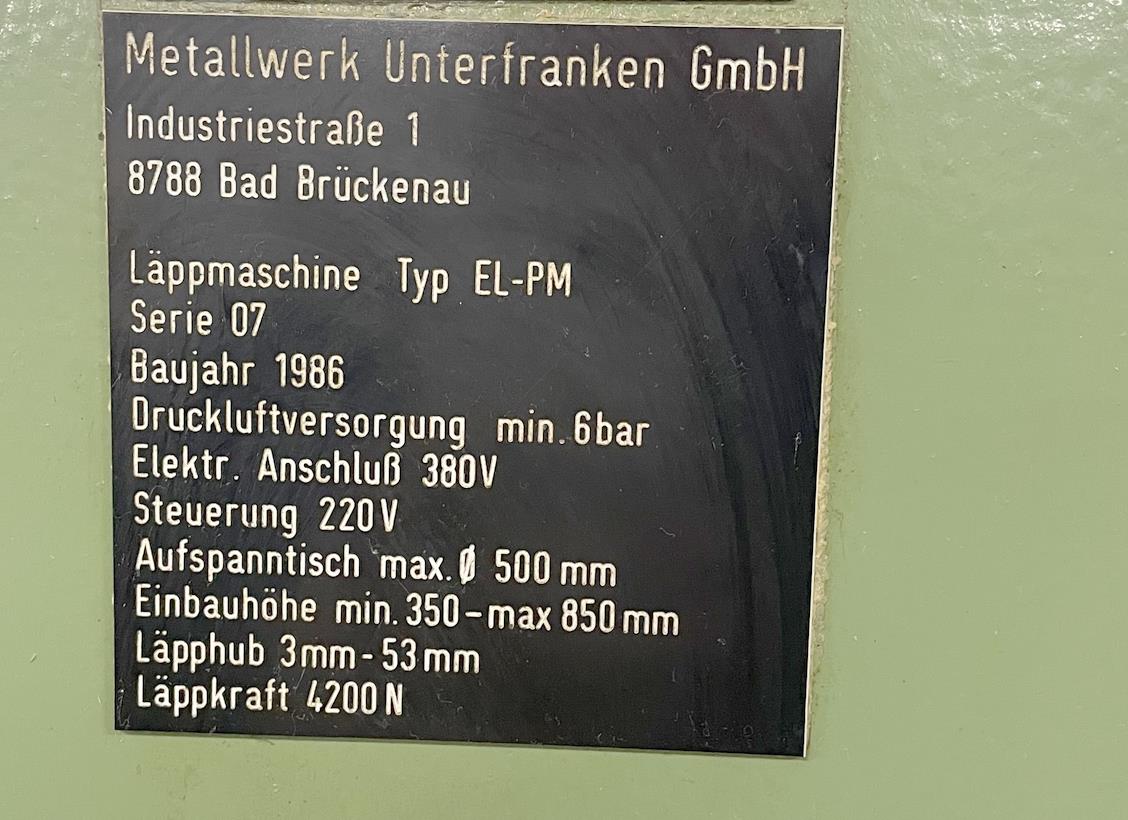 Metallwerk Unterfranken GmbH
Industriestraße 1
8788 Bad Brückenau
Läppmaschine Typ EL-PM
Serie 07
Baujahr 1986
Druckluftversorgung min. 6bar
Elektr. Anschluß 380V
Steuerung 220V
Aufspanntisch max. Ø 500 mm
Einbauhöhe min. 350 – max 850 mm
Läpphub 3mm - 53mm
Läppkraft 4200 N